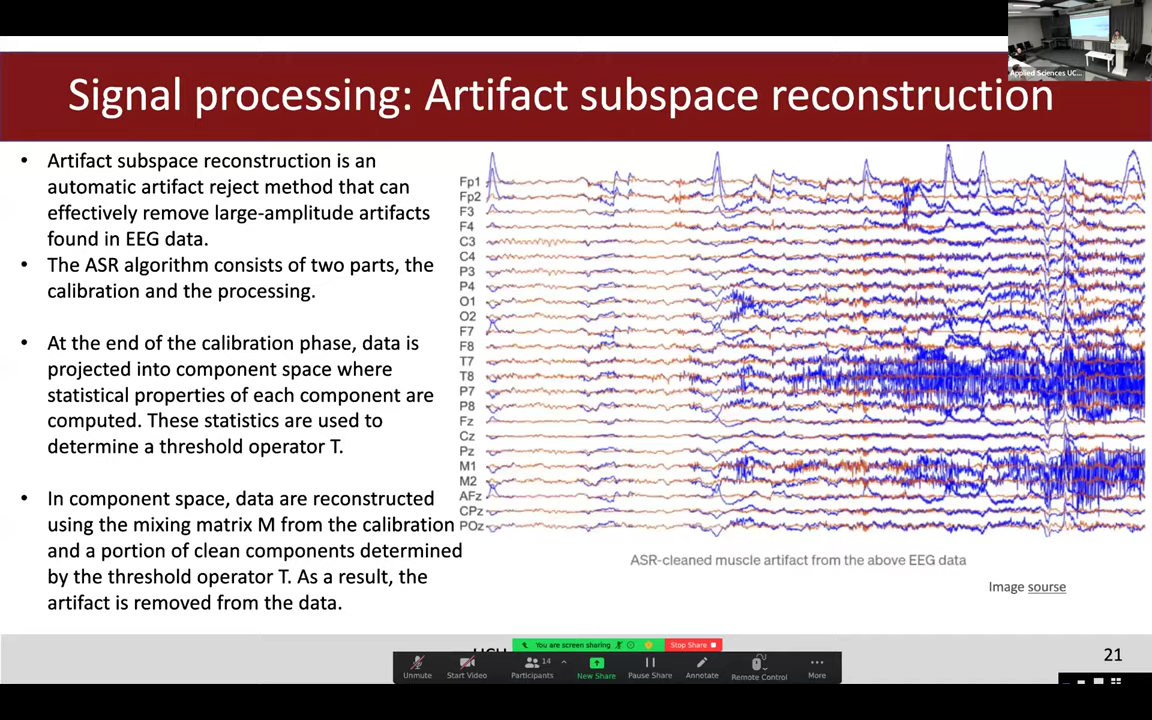 Applied Sciences UC...
Signal processing: Artifact subspace reconstruction
• Artifact subspace reconstruction is an
automatic artifact reject method that can
effectively remove large-amplitude artifacts
found in EEG data.
• The ASR algorithm consists of two parts, the
calibration and the processing.
• At the end of the calibration phase, data is
projected into component space where
statistical properties of each component are
computed. These statistics are used to
determine a threshold operator T.
• In component space, data are reconstructed
using the mixing matrix M from the calibration
and a portion of clean components determined
by the threshold operator T. As a result, the
artifact is removed from the data.
Fp1
Fp2
F3
F4
C3
C4
P3
P4
O1
O2
F7
F8
T7
T8
P7
P8
Fz
Cz
Pz
M1
M2
AFz
CPz
POz
ASR-cleaned muscle artifact from the above EEG data
Image sourse
21
You are screen sharing
Stop Share
Unmute
Start Video
Participants
14
New Share
Pause Share
Annotate
Remote Control
More